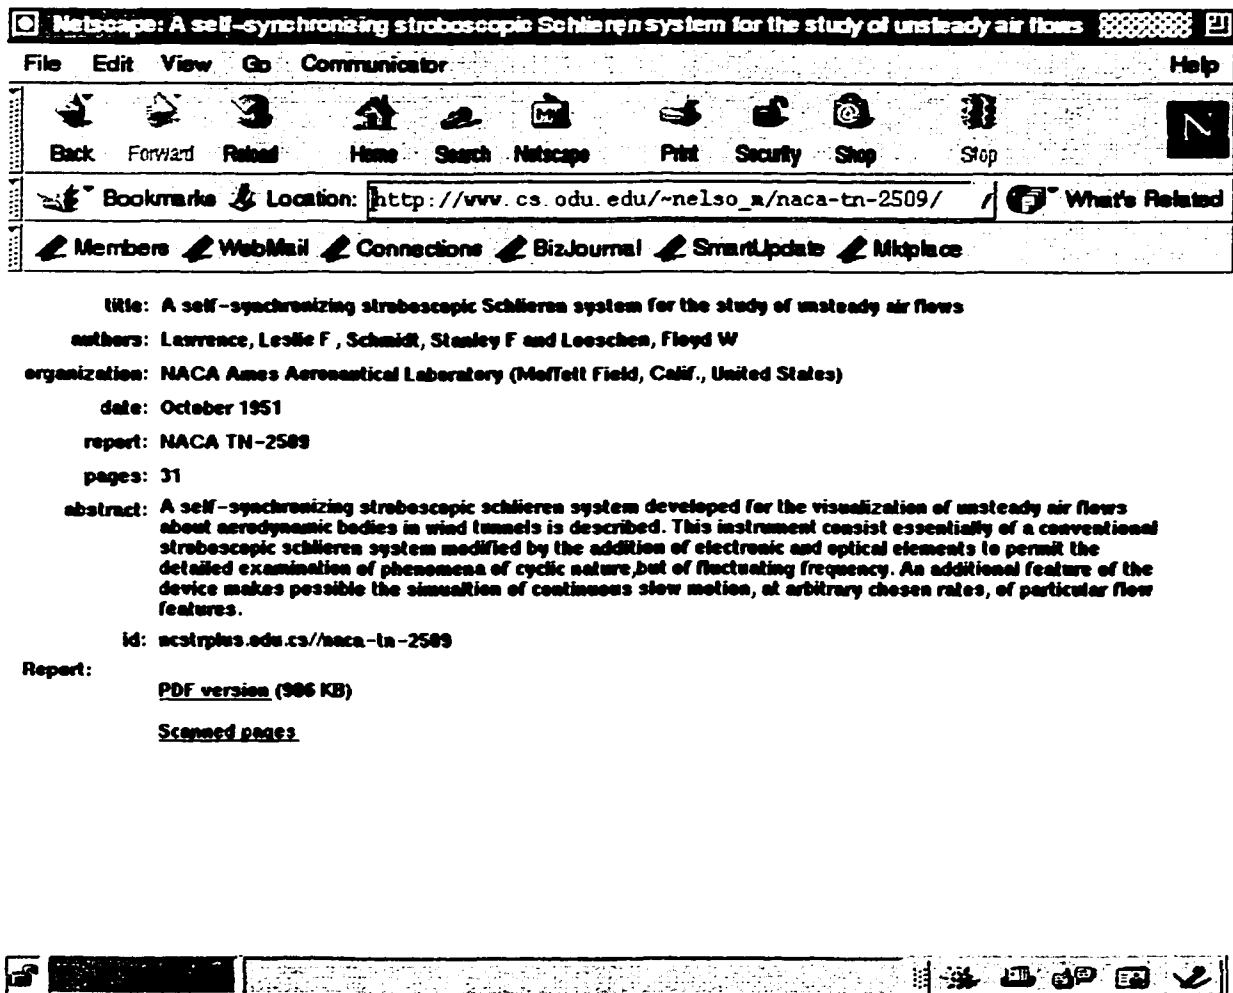 Netscape: A self-synchronizing stroboscopic Schlieren system for the study of unsteady air flows
File Edit View Go Communicator Help
Back Forward Reload Home Search Netscape Print Security Shop Stop
N
Bookmarks Location: http://www.cs.odu.edu/~nelso_m/naca-tn-2509/ What's Related
Members WebMail Connections BizJournal SmartUpdate Mktplace
title: A self-synchronizing stroboscopic Schlieren system for the study of unsteady air flows
authors: Lawrence, Leslie F , Schmidt, Stanley F and Looschen, Floyd W
organization: NACA Ames Aeronautical Laboratory (Moffett Field, Calif., United States)
date: October 1951
report: NACA TN-2509
pages: 31
abstract: A self-synchronizing stroboscopic schlieren system developed for the visualization of unsteady air flows
about aerodynamic bodies in wind tunnels is described. This instrument consist essentially of a conventional
stroboscopic schlieren system modified by the addition of electronic and optical elements to permit the
detailed examination of phenomena of cyclic nature,but of fluctuating frequency. An additional feature of the
device makes possible the simualtion of continuous slow motion, at arbitrary chosen rates, of particular flow
features.
id: ncstrplus.odu.cs//naca-tn-2509
Report:
PDF version (986 KB)
Scanned pages